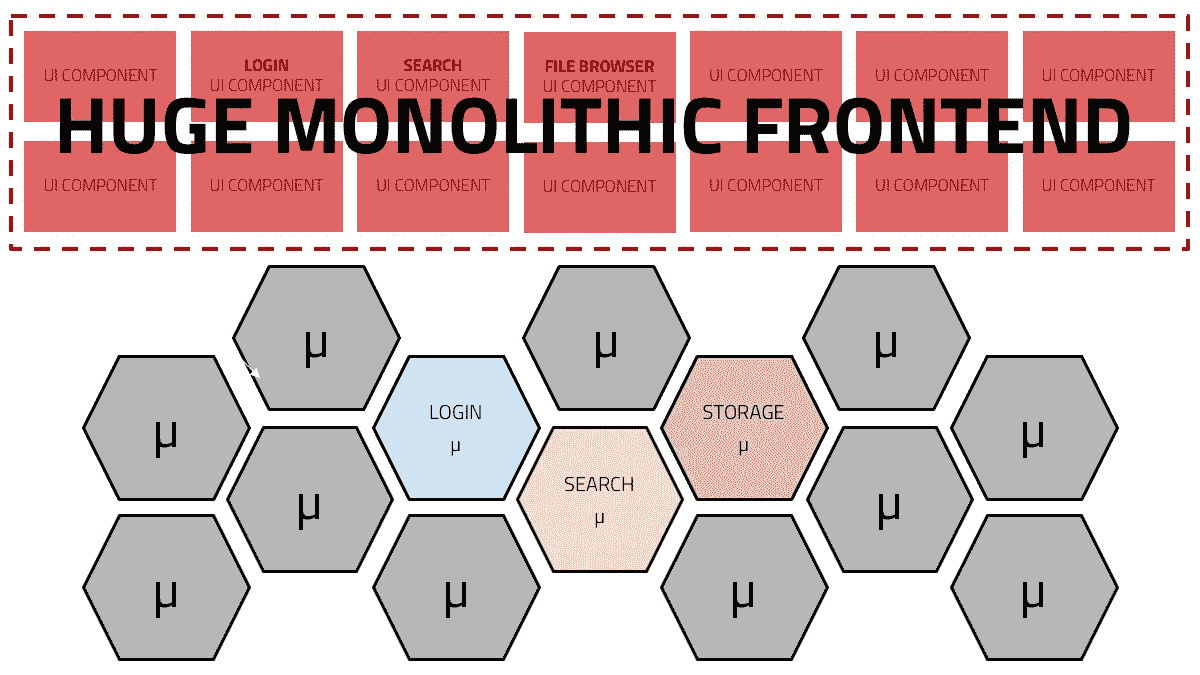 UI COMPONENT
LOGIN
UI COMPONENT
SEARCH
UI COMPONENT
FILE BROWSER
UI COMPONENT
UI COMPONENT
UI COMPONENT
UI COMPONENT
HUGE MONOLITHIC FRONTEND
UI COMPONENT
UI COMPONENT
UI COMPONENT
UI COMPONENT
UI COMPONENT
UI COMPONENT
UI COMPONENT
μ
μ
μ
μ
LOGIN
μ
STORAGE
μ
μ
μ
SEARCH
μ
μ
μ
μ
μ
μ